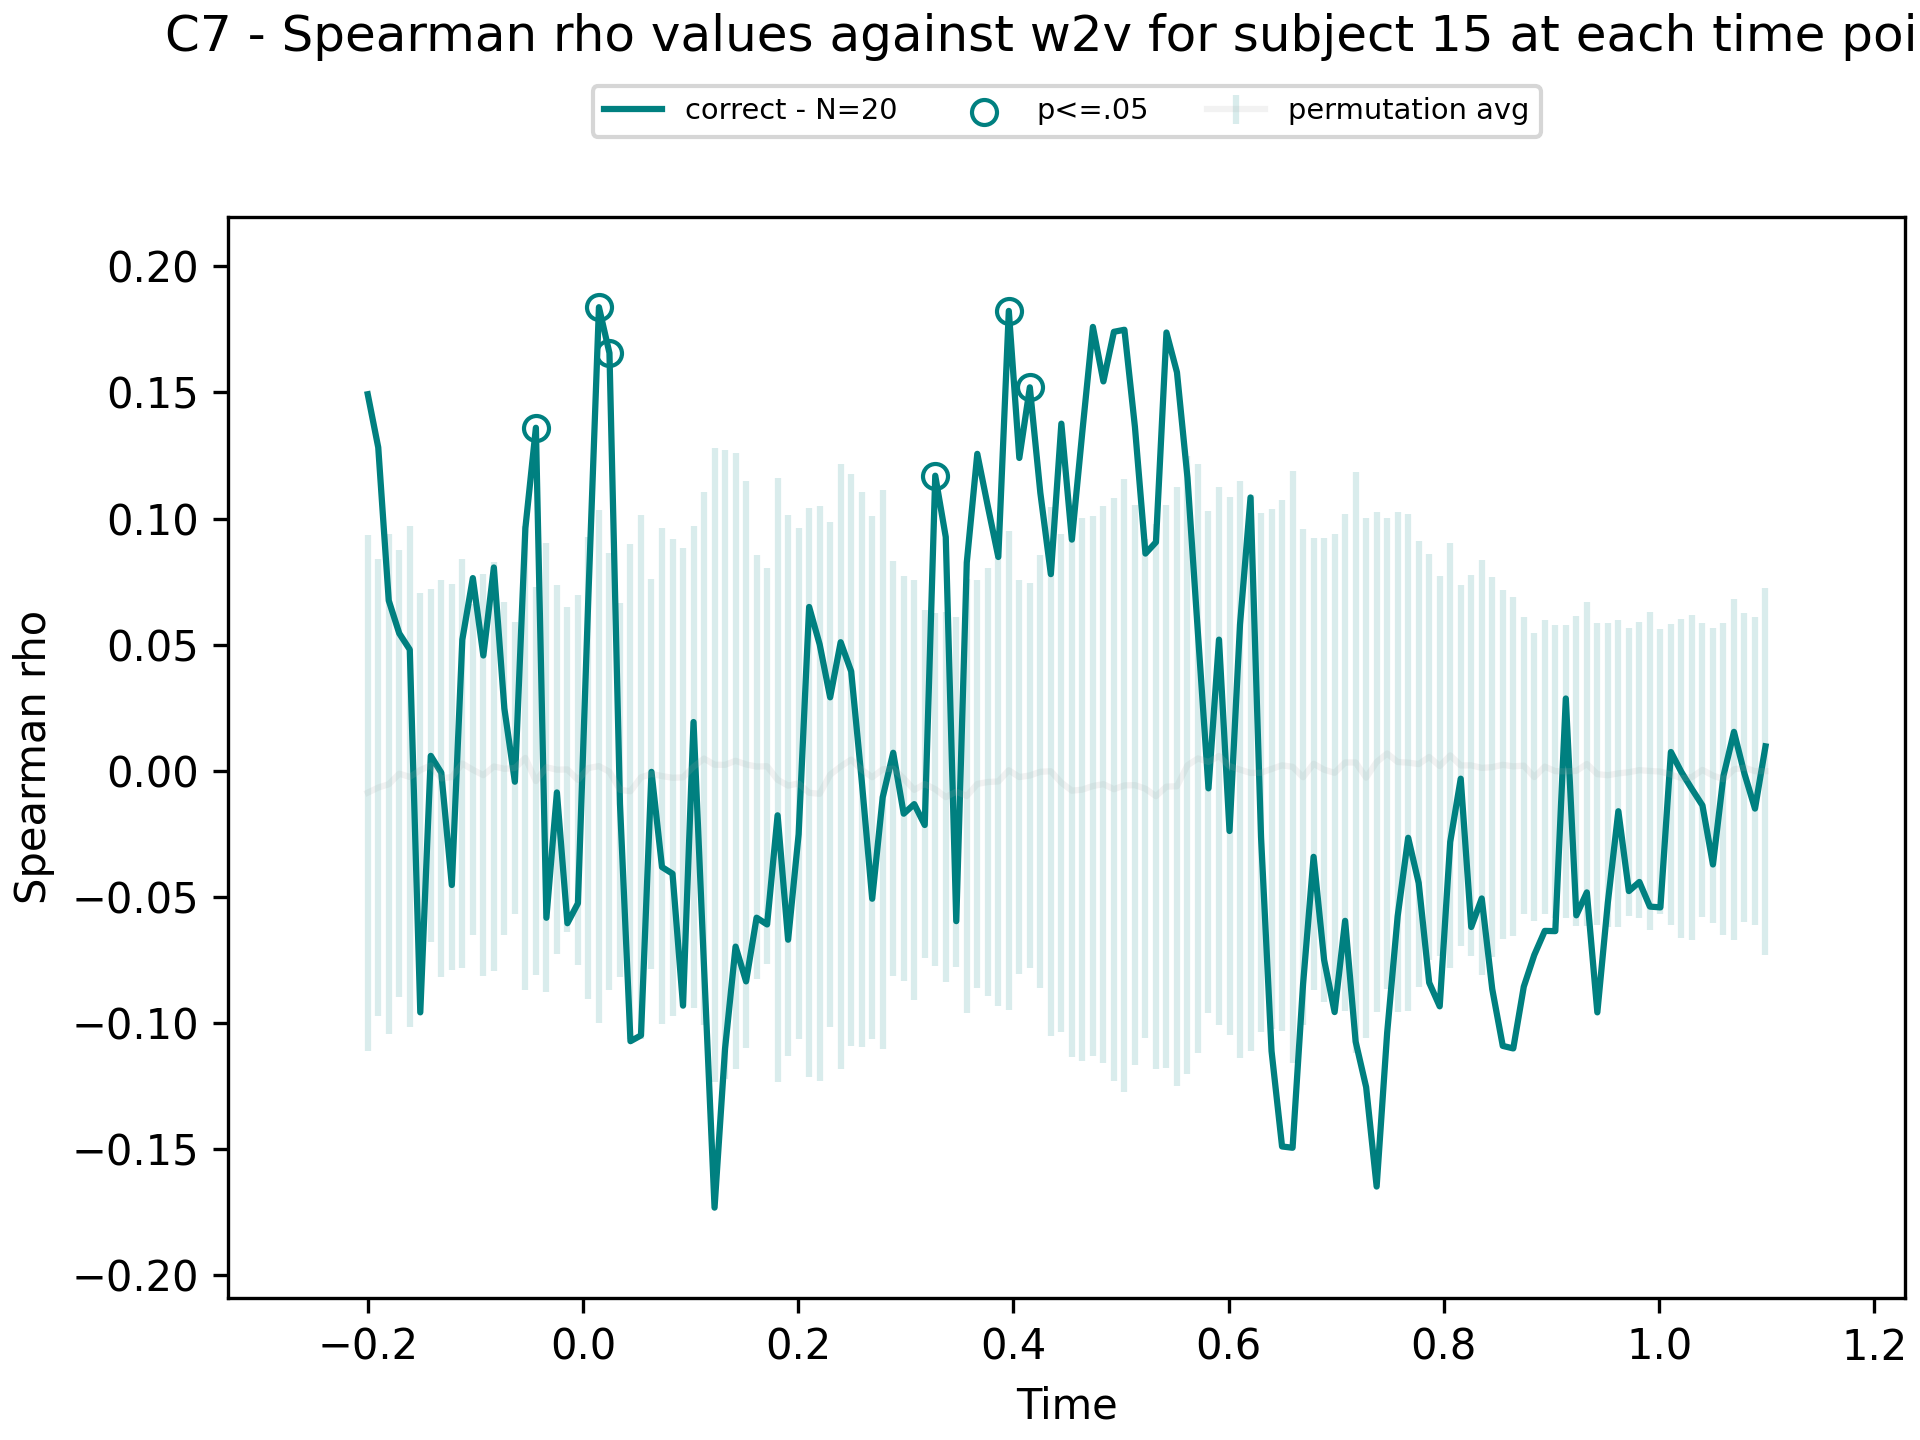 C7 - Spearman rho values against w2v for subject 15 at each time poi
correct - N=20 p<=.05 permutation avg
Spearman rho
0.20
0.15
0.10
0.05
0.00
−0.05
−0.10
−0.15
−0.20
−0.2 0.0 0.2 0.4 0.6 0.8 1.0 1.2
Time